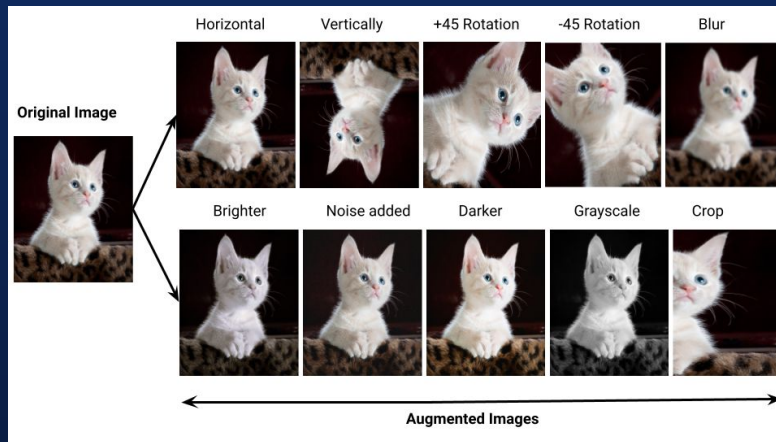 Horizontal
Vertically
+45 Rotation
-45 Rotation
Blur
Original Image
Brighter
Noise added
Darker
Grayscale
Crop
Augmented Images